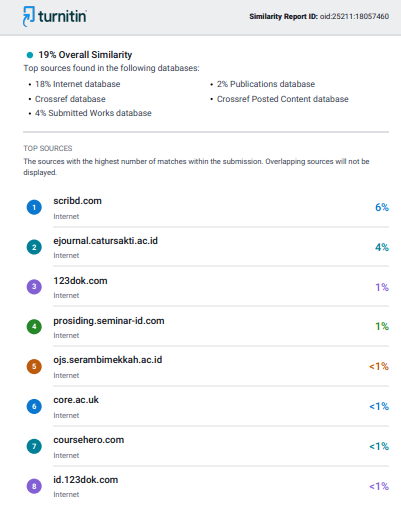 turnitin
Similarity Report ID: oid:25211:18057460
19% Overall Similarity
Top sources found in the following databases:
• 18% Internet database
• 2% Publications database
• Crossref database
• Crossref Posted Content database
• 4% Submitted Works database
TOP SOURCES
The sources with the highest number of matches within the submission. Overlapping sources will not be
displayed.
1 scribd.com 6%
Internet
2 ejournal.catursakti.ac.id 4%
Internet
3 123dok.com 1%
Internet
4 prosiding.seminar-id.com 1%
Internet
5 ojs.serambimekkah.ac.id <1%
Internet
6 core.ac.uk <1%
Internet
7 coursehero.com <1%
Internet
8 id.123dok.com <1%
Internet